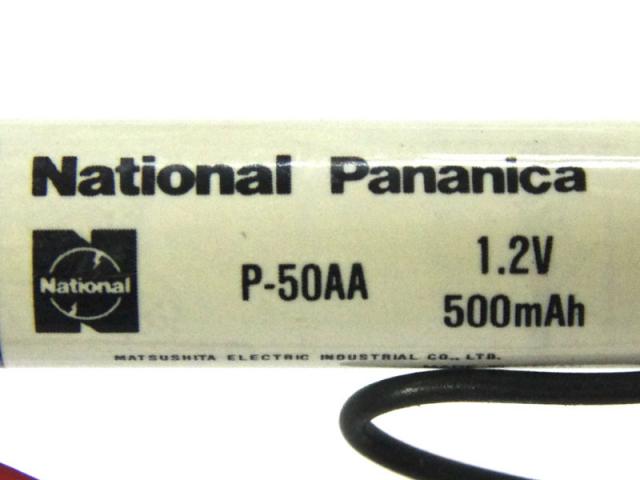 National Pananica
National
P-50AA
1.2V
500mAh
MATSUSHITA ELECTRIC INDUSTRIAL CO., LTD.